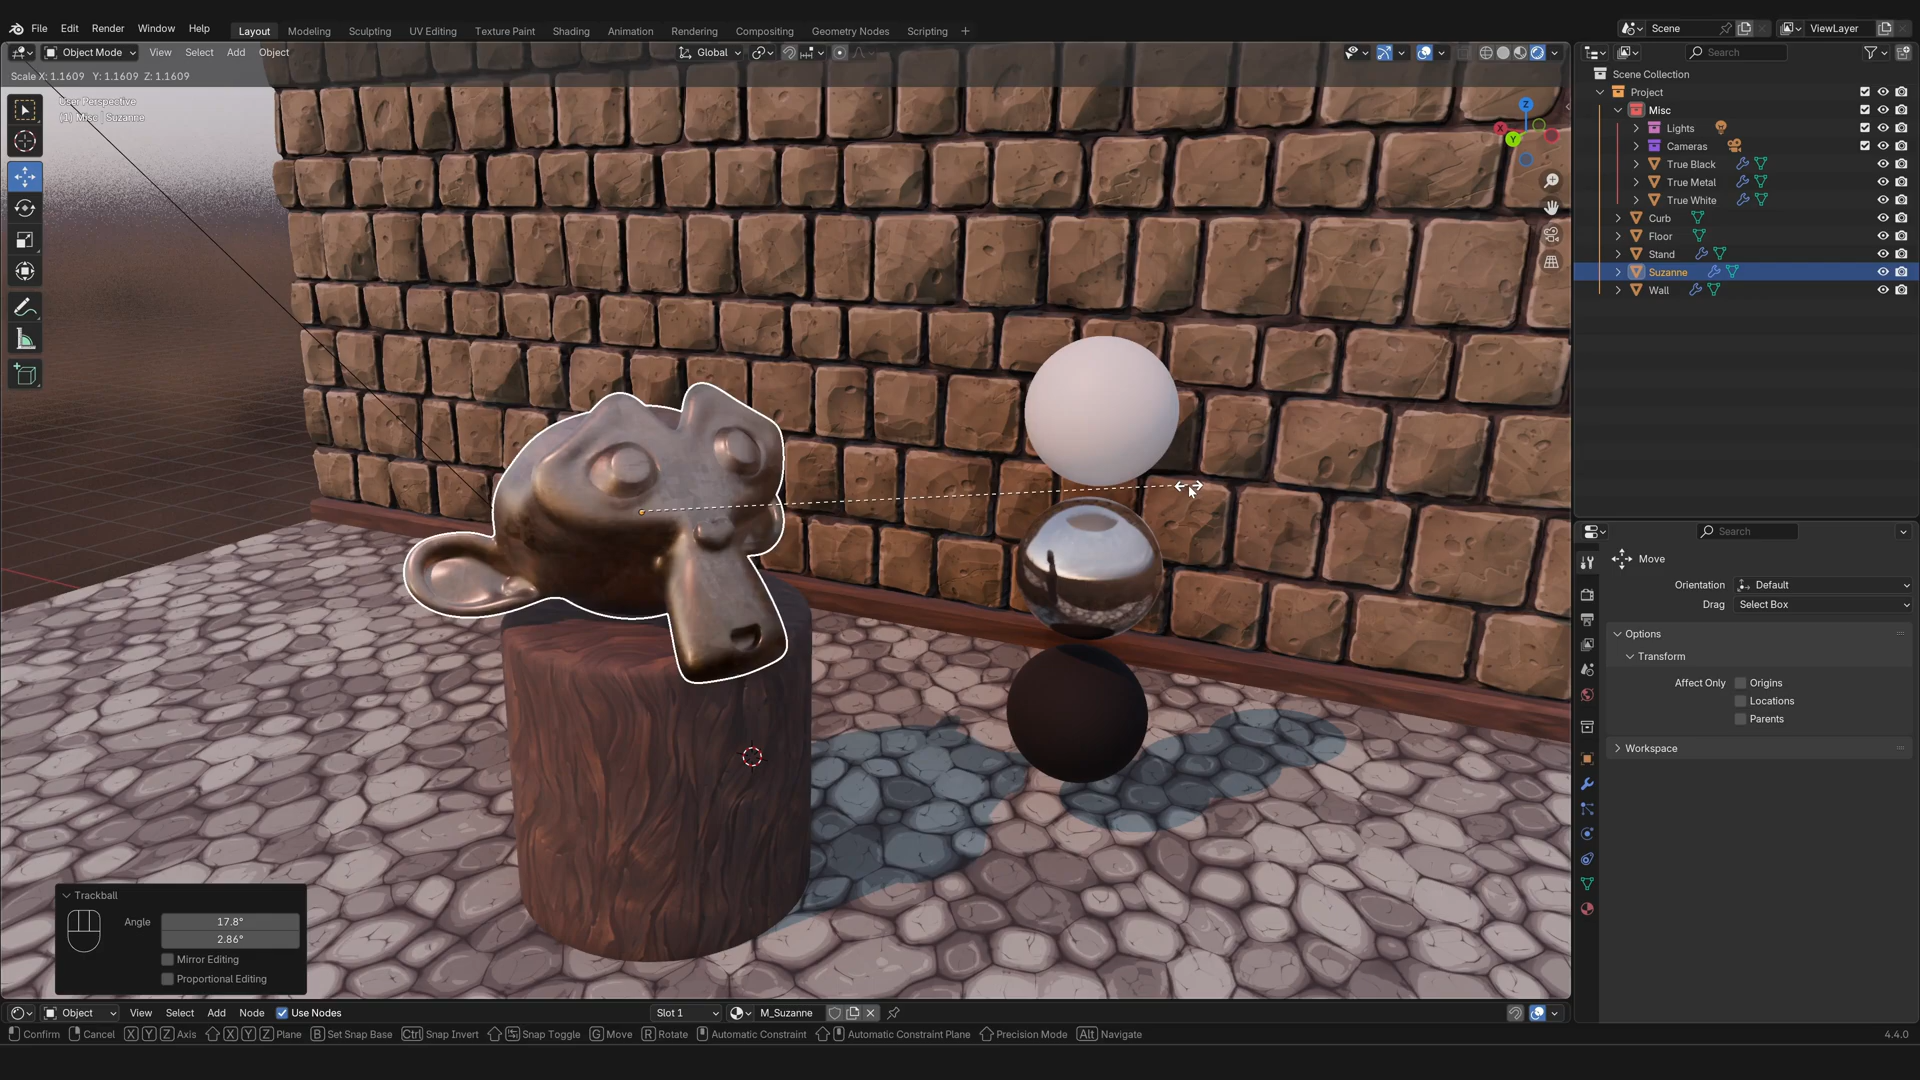 File Edit Render Window Help Layout Modeling Sculpting UV Editing Texture Paint Shading Animation Rendering Compositing Geometry Nodes Scripting + Scene ViewLayer
Object Mode View Select Add Object Global Search
Scale X: 1.1609 Y: 1.1609 Z: 1.1609
User Perspective
(1) Misc | Suzanne
Z
X
Y
Scene Collection
Project
Misc
Lights
Cameras
True Black
True Metal
True White
Curb
Floor
Stand
Suzanne
Wall
Search
Move
Orientation Default
Drag Select Box
Options
Transform
Affect Only Origins
Locations
Parents
Workspace
Trackball
Angle 17.8°
2.86°
Mirror Editing
Proportional Editing
Object View Select Add Node Use Nodes Slot 1 M_Suzanne
Confirm Cancel X Y Z Axis X Y Z Plane B Set Snap Base Ctrl Snap Invert Snap Toggle G Move R Rotate Automatic Constraint Automatic Constraint Plane Precision Mode Alt Navigate 4.4.0